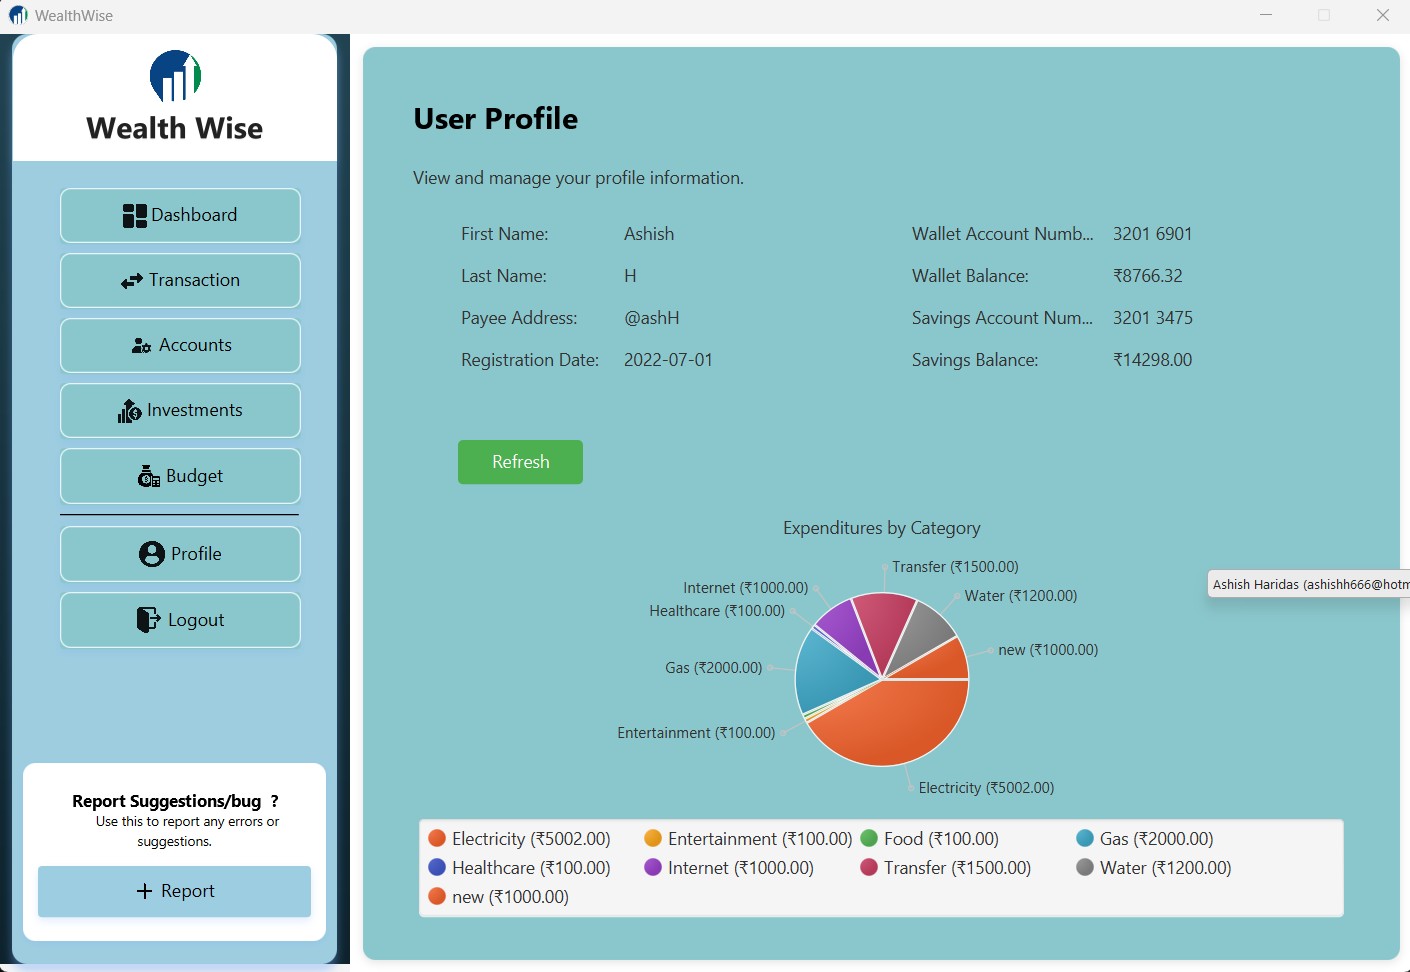 WealthWise
Wealth Wise
Dashboard
Transaction
Accounts
Investments
Budget
Profile
Logout
Report Suggestions/bug ?
Use this to report any errors or
suggestions.
+ Report
User Profile
View and manage your profile information.
First Name: Ashish
Last Name: H
Payee Address: @ashH
Registration Date: 2022-07-01
Wallet Account Numb... 3201 6901
Wallet Balance: ₹8766.32
Savings Account Num... 3201 3475
Savings Balance: ₹14298.00
Refresh
Expenditures by Category
Transfer (₹1500.00)
Internet (₹1000.00)
Water (₹1200.00)
Healthcare (₹100.00)
new (₹1000.00)
Gas (₹2000.00)
Entertainment (₹100.00)
Electricity (₹5002.00)
Ashish Haridas (ashishh666@hotm
Electricity (₹5002.00) Entertainment (₹100.00) Food (₹100.00) Gas (₹2000.00)
Healthcare (₹100.00) Internet (₹1000.00) Transfer (₹1500.00) Water (₹1200.00)
new (₹1000.00)